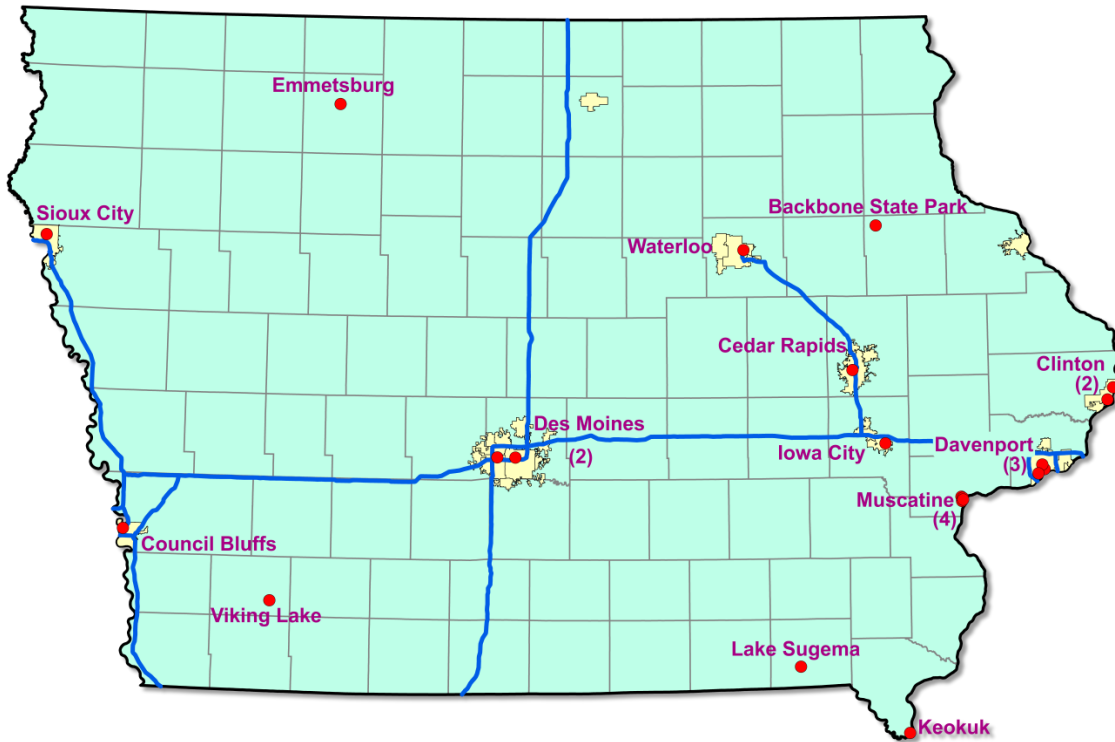 Emmetsburg
Sioux City
Backbone State Park
Waterloo
Cedar Rapids
Clinton
(2)
Des Moines
(2)
Iowa City
Davenport
(3)
Muscatine
(4)
Council Bluffs
Viking Lake
Lake Sugema
Keokuk